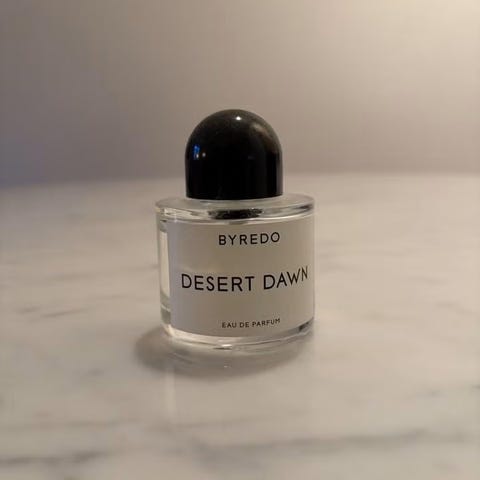 BYREDO
DESERT DAWN
EAU DE PARFUM